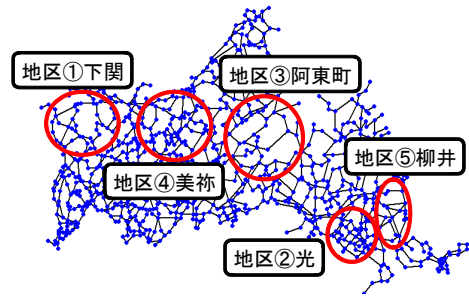 地区①下関
地区③阿東町
地区⑤柳井
地区④美祢
地区②光